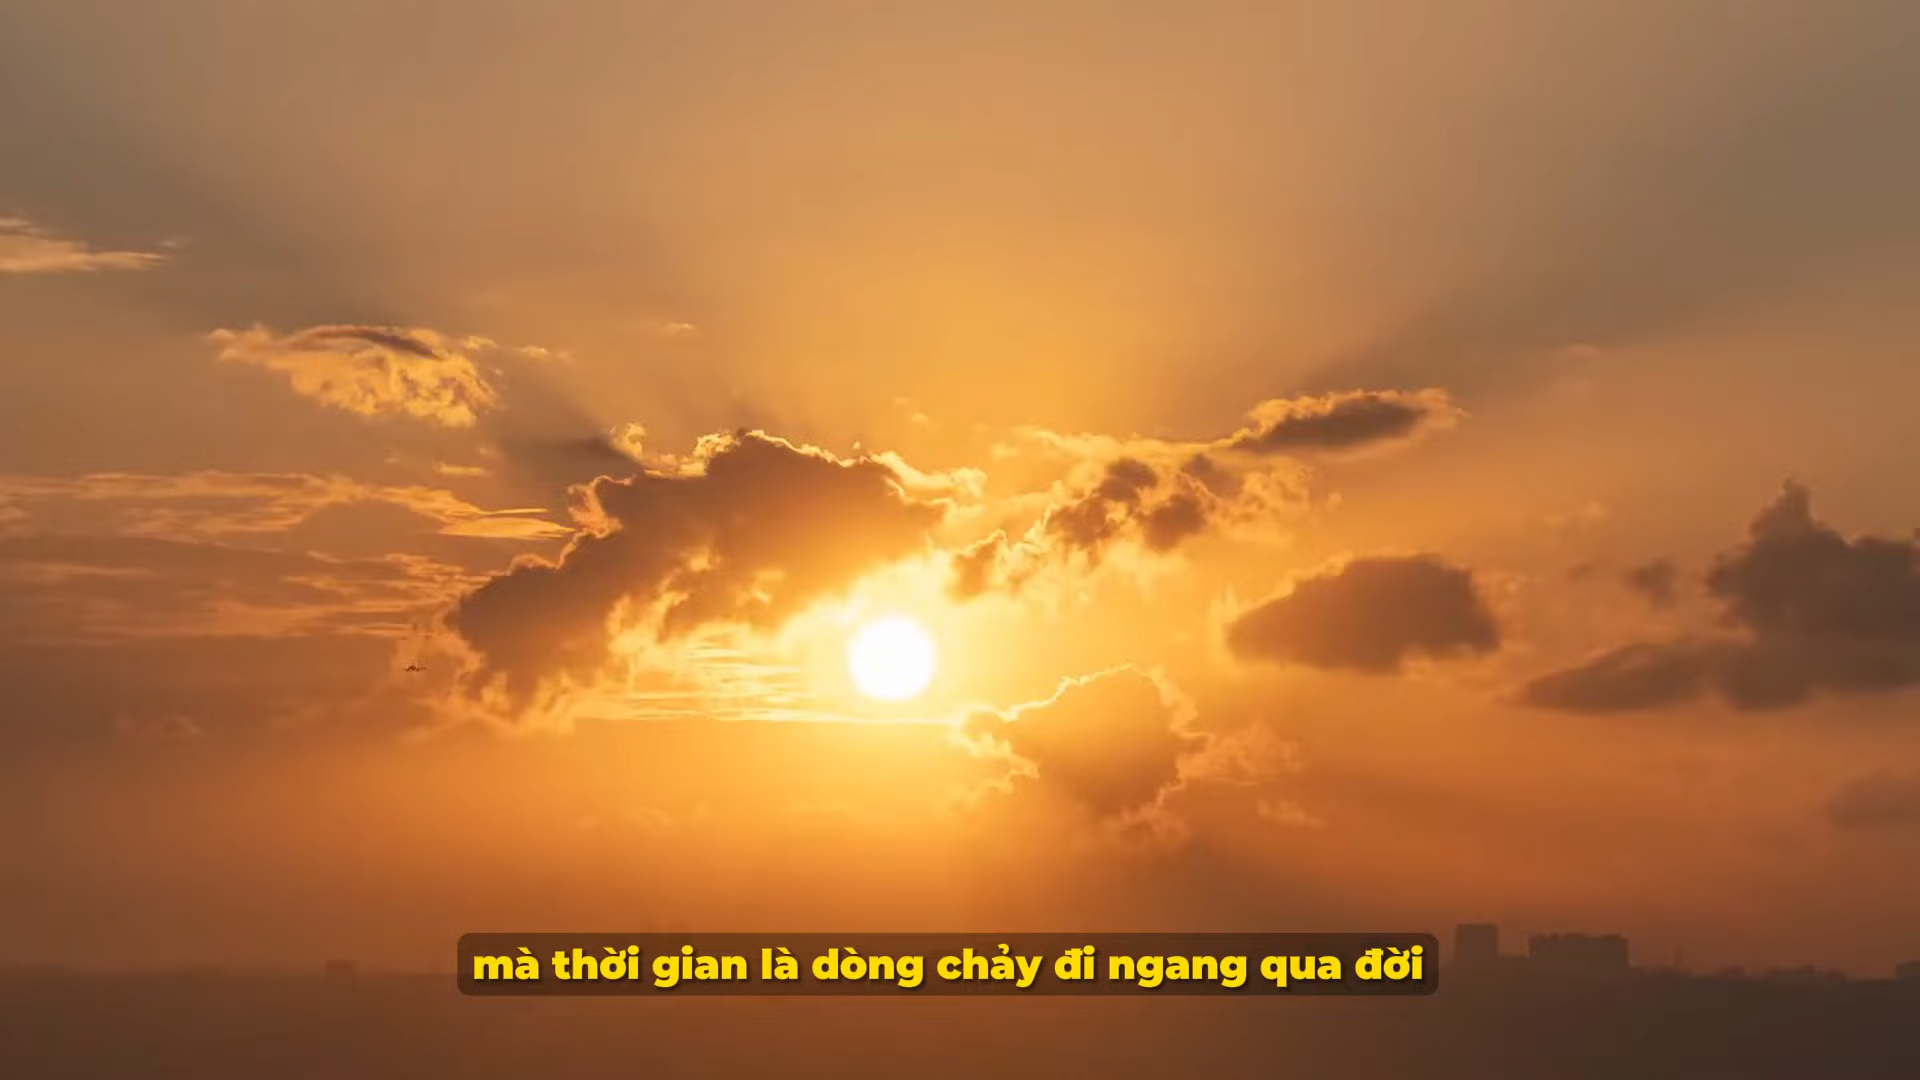 mà thời gian là dòng chảy đi ngang qua đời